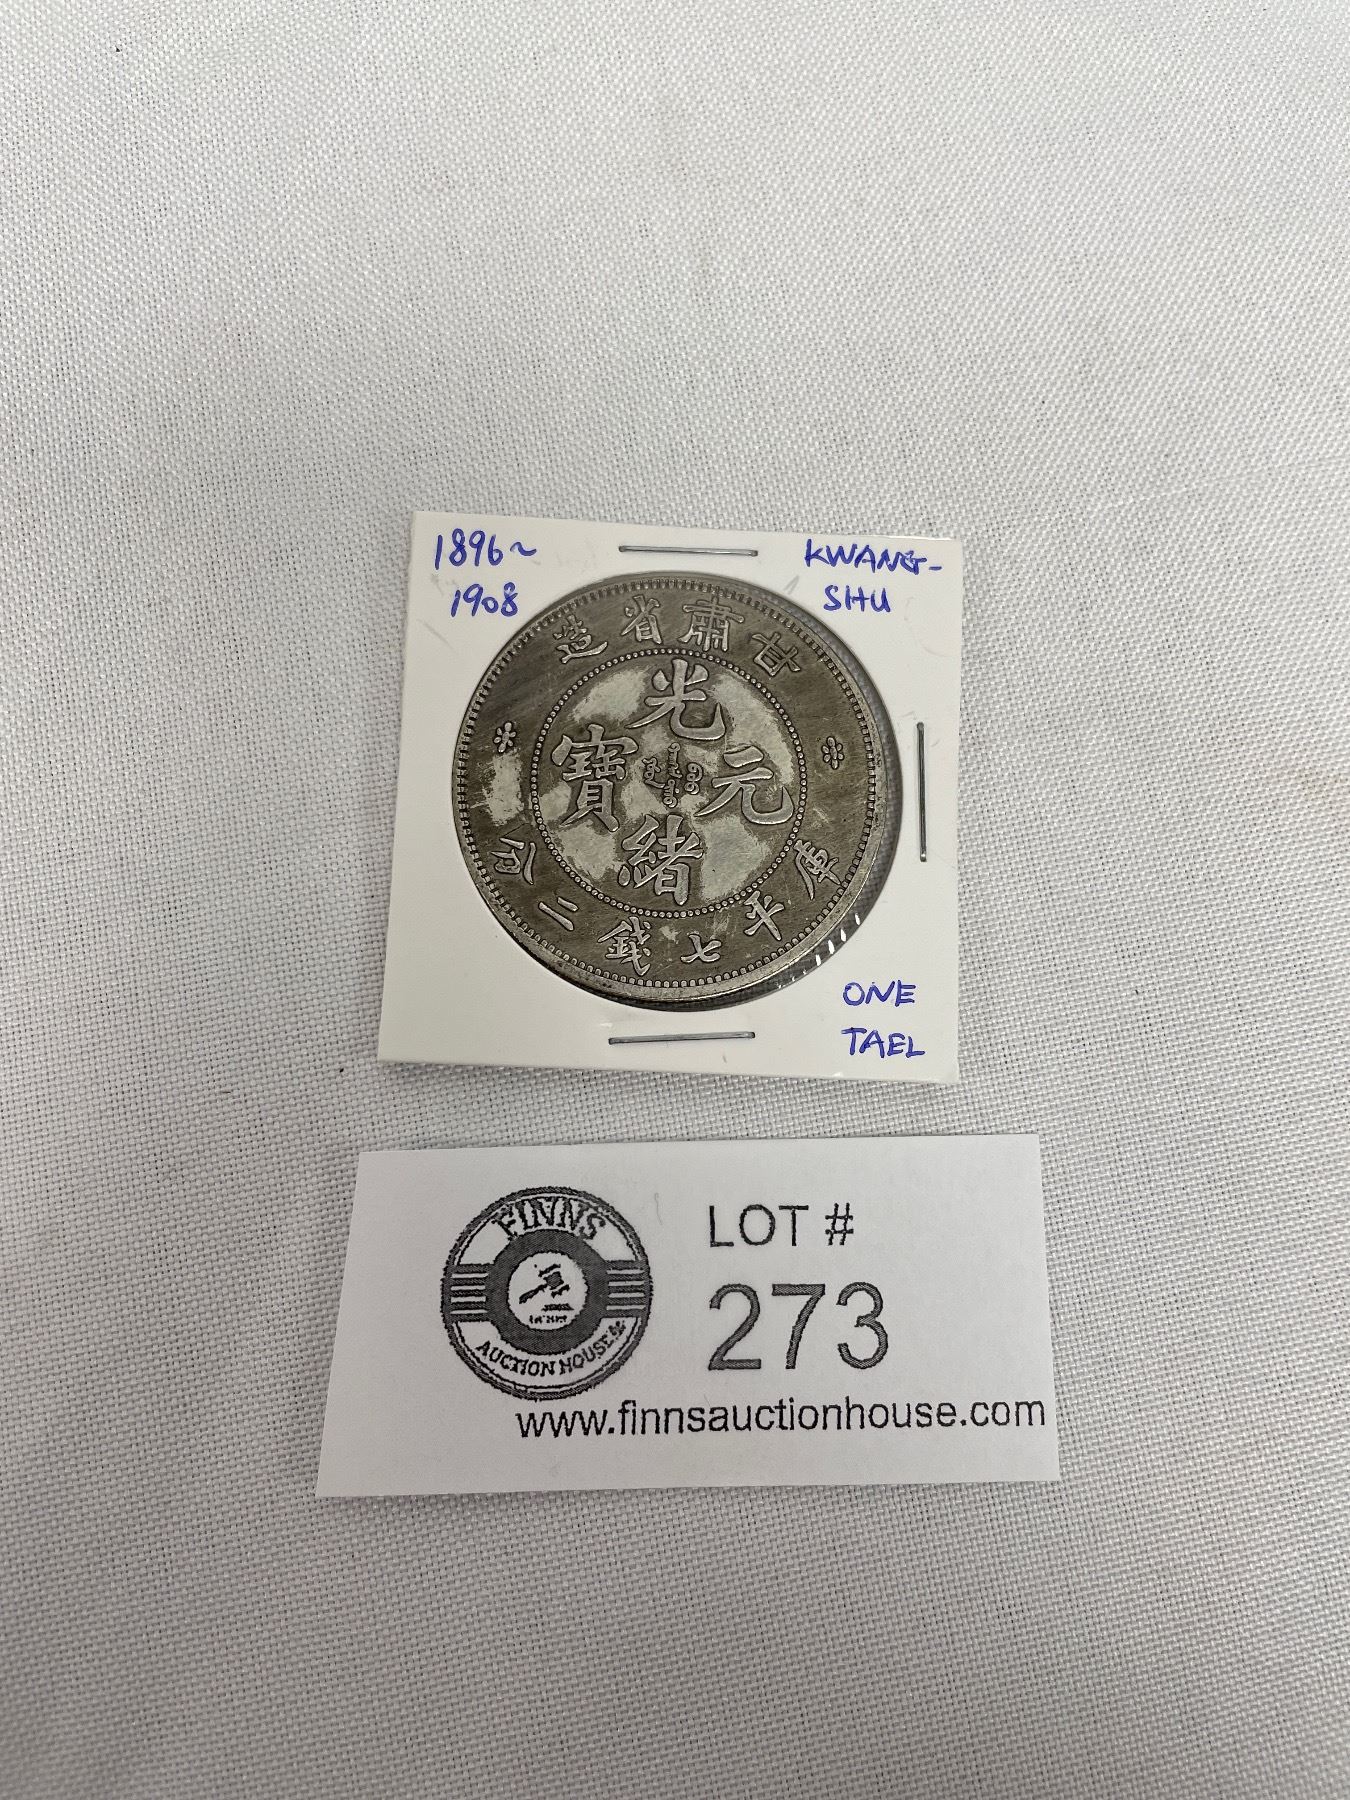 1896~
1908
KWANG-
SHU
甘肅省造
光緒元寶
庫平七錢二分
ONE
TAEL
FINNS
AUCTION HOUSE
LOT #
273
www.finnsauctionhouse.com